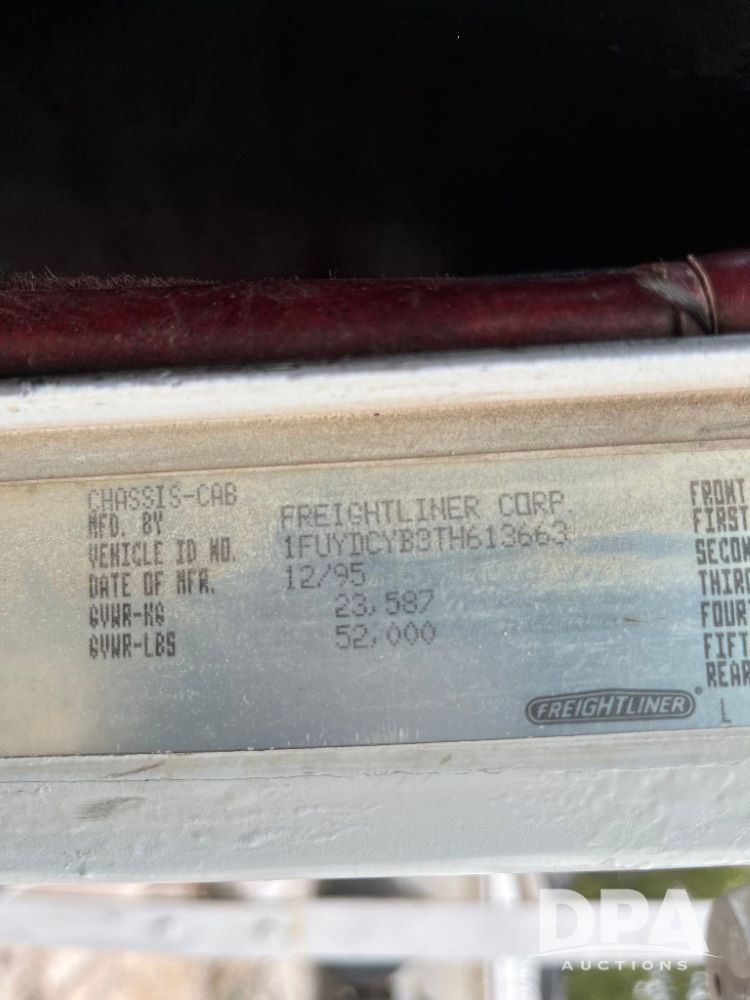 CHASSIS-CAB
MFD. BY FREIGHTLINER CORP.
VEHICLE ID NO. 1FUYDCYB3TH613663
DATE OF MFR. 12/95
GVWR-KG 23,587
GVWR-LBS 52,000
FRONT
FIRST
SECON
THIR
FOUR
FIFT
REAR
FREIGHTLINER®
L
DPA
AUCTIONS